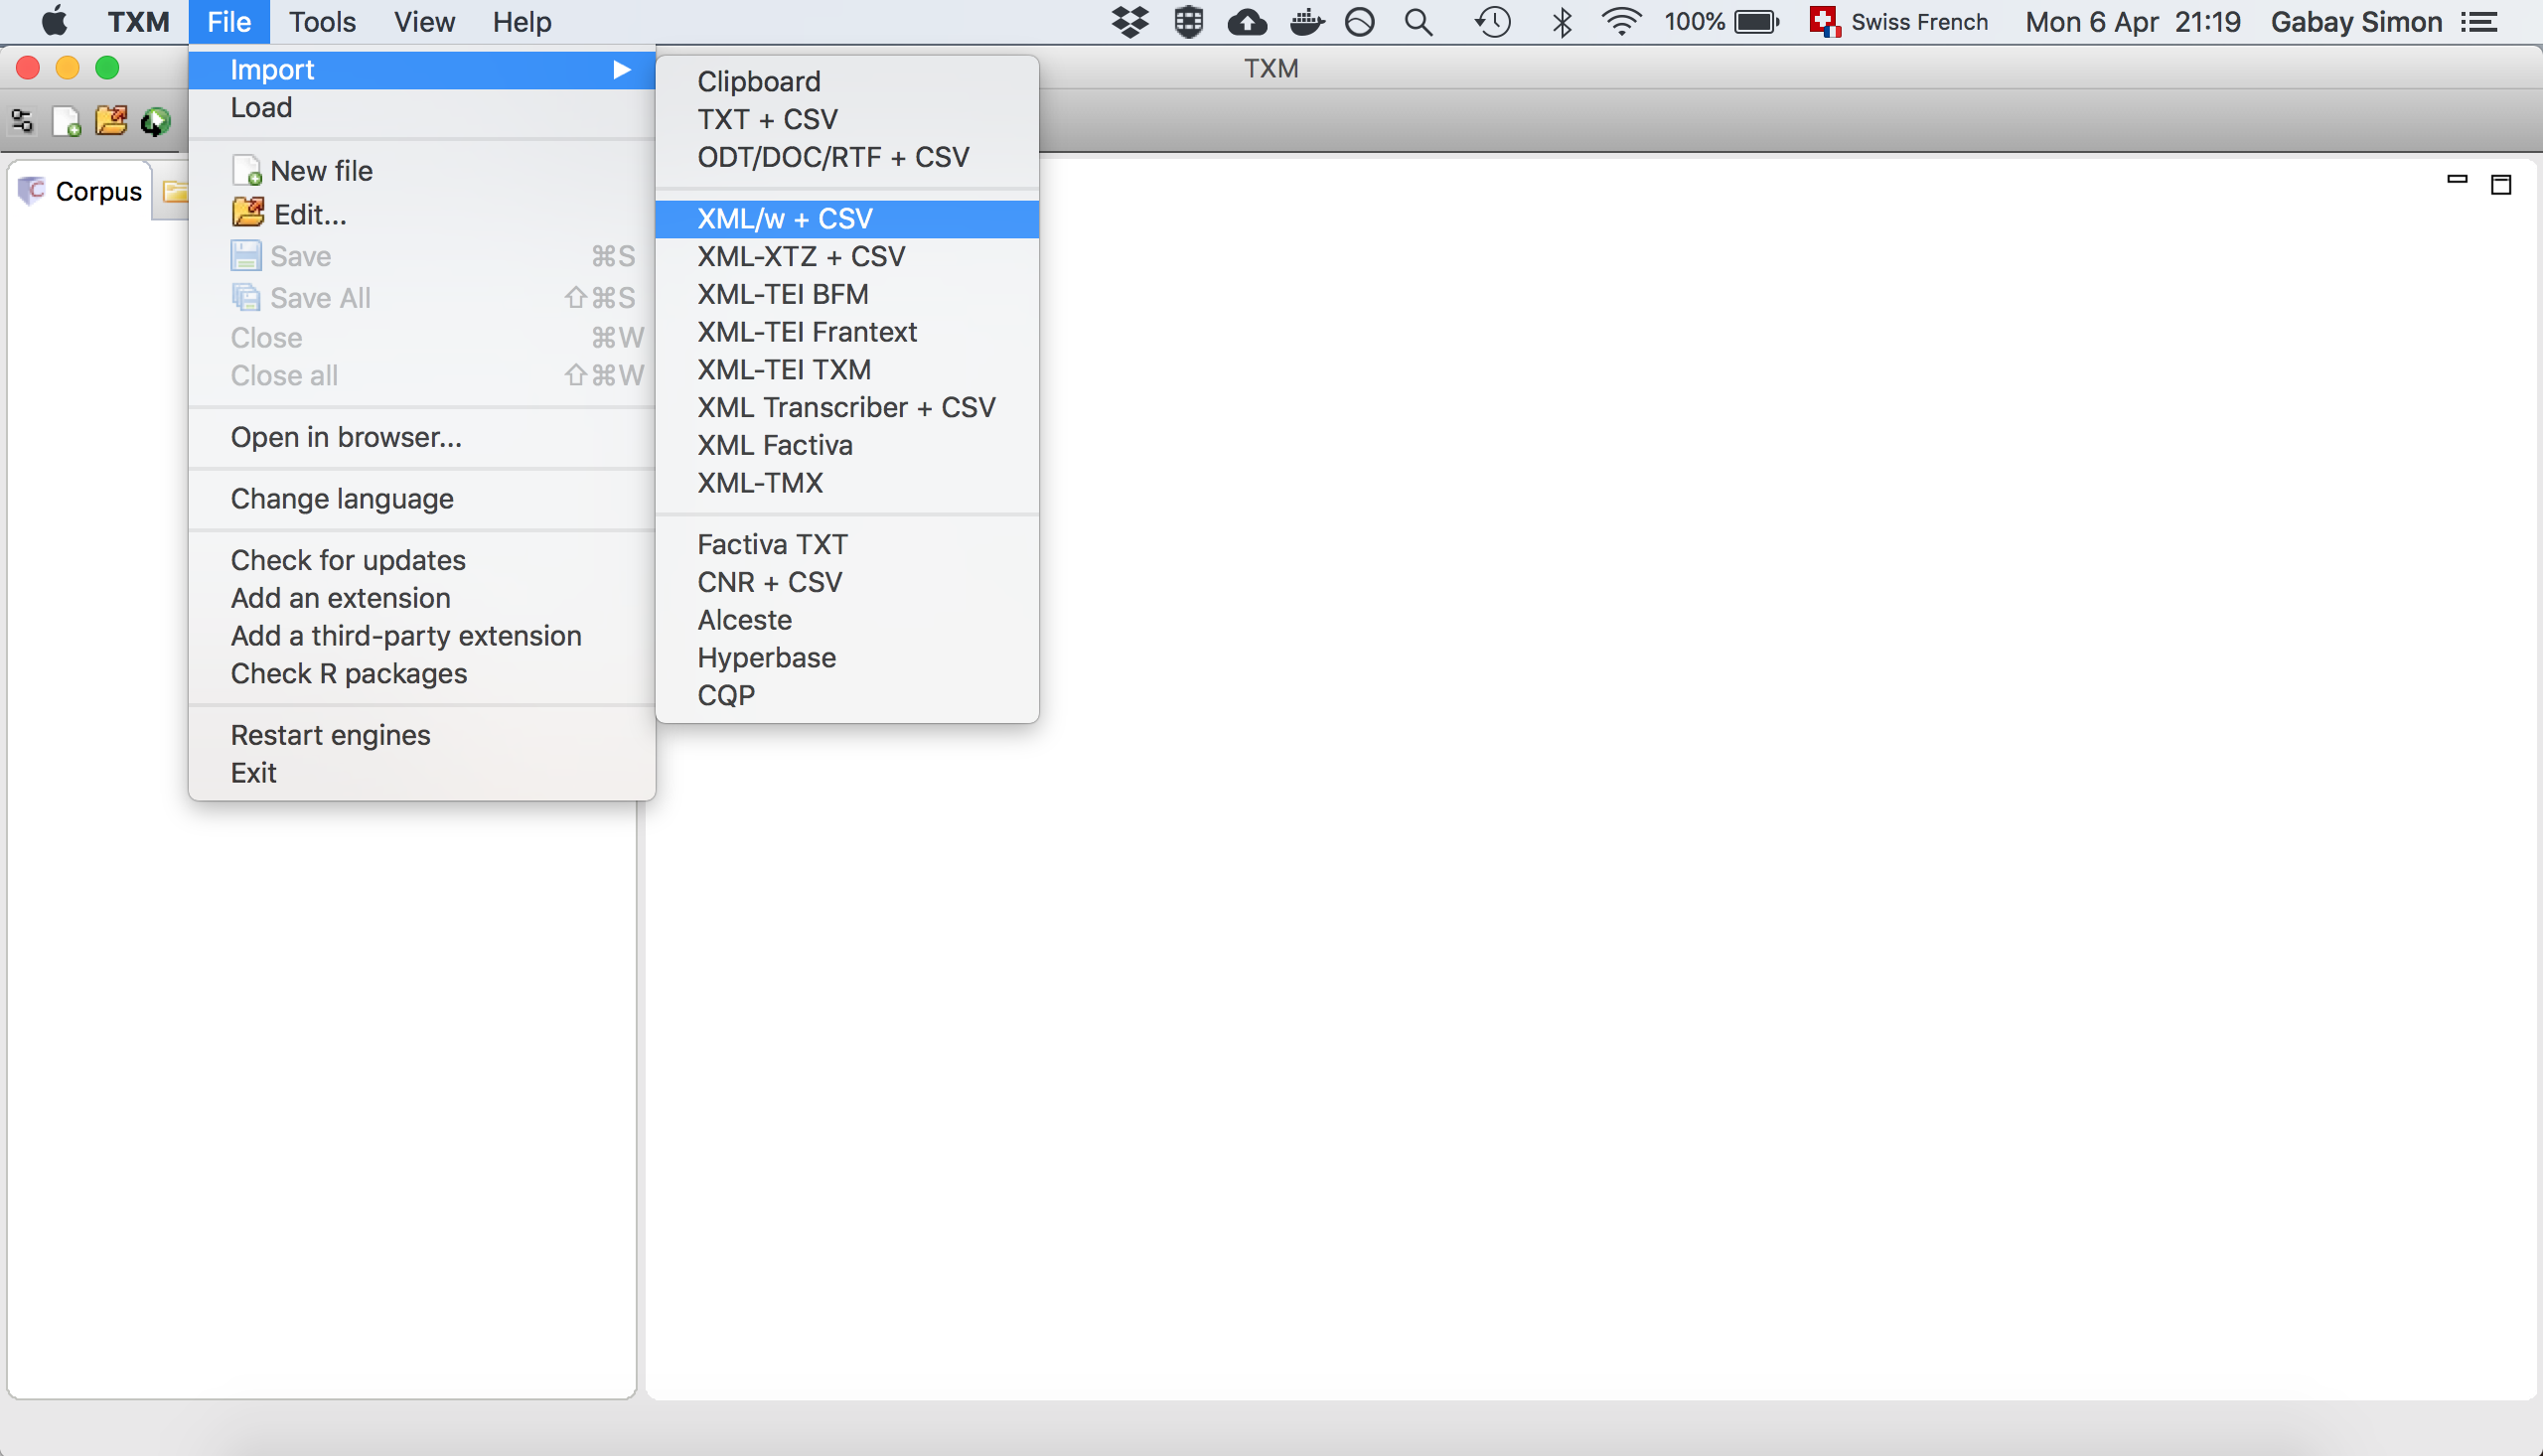 TXM File Tools View Help 100% Swiss French Mon 6 Apr 21:19 Gabay Simon
TXM
Corpus
Import
Load
New file
Edit...
Save ⌘S
Save All ⇧⌘S
Close ⌘W
Close all ⇧⌘W
Open in browser...
Change language
Check for updates
Add an extension
Add a third-party extension
Check R packages
Restart engines
Exit
Clipboard
TXT + CSV
ODT/DOC/RTF + CSV
XML/w + CSV
XML-XTZ + CSV
XML-TEI BFM
XML-TEI Frantext
XML-TEI TXM
XML Transcriber + CSV
XML Factiva
XML-TMX
Factiva TXT
CNR + CSV
Alceste
Hyperbase
CQP